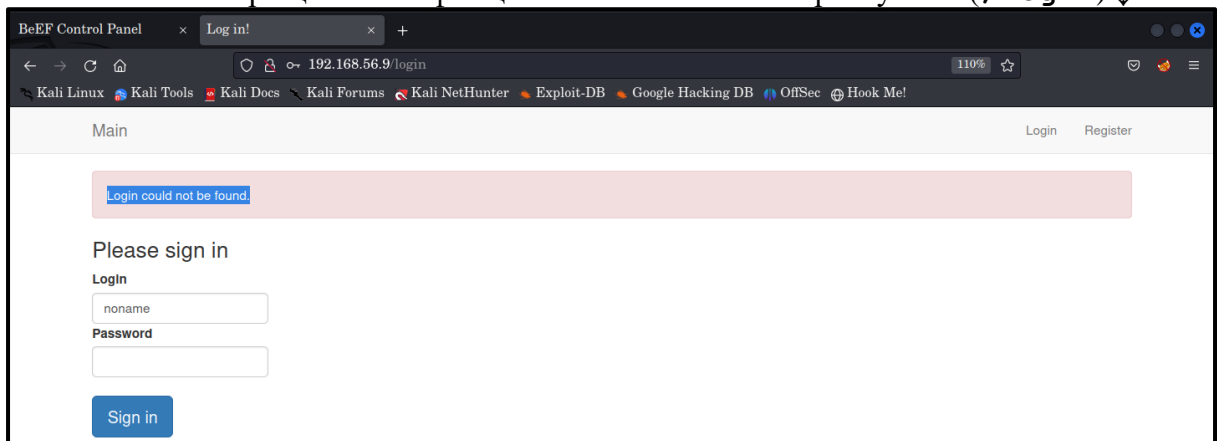 BeEF Control Panel × Log in! × +
192.168.56.9/login 110%
Kali Linux Kali Tools Kali Docs Kali Forums Kali NetHunter Exploit-DB Google Hacking DB OffSec Hook Me!
Main Login Register
Login could not be found.
Please sign in
Login
noname
Password
Sign in